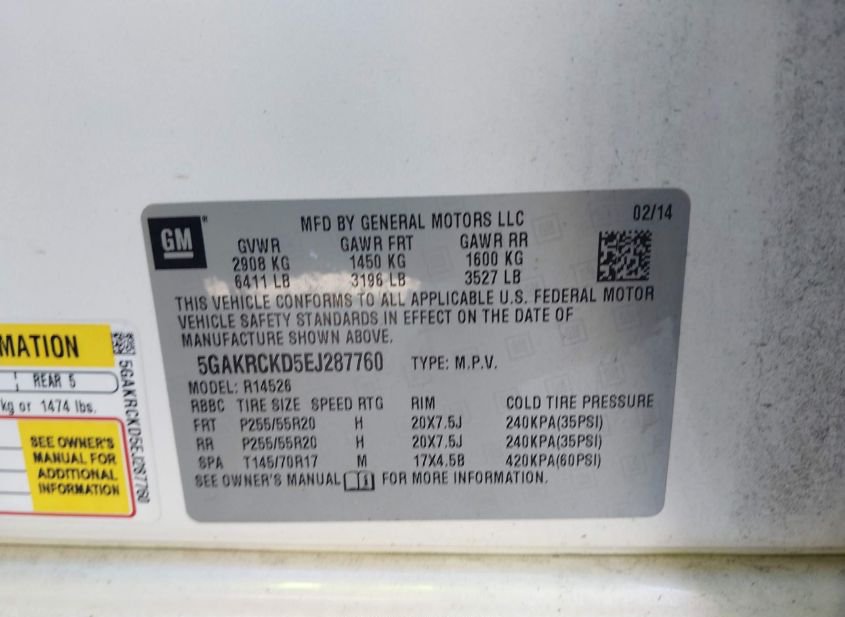 GM ®
MFD BY GENERAL MOTORS LLC
02/14
GVWR GAWR FRT GAWR RR
2908 KG 1450 KG 1600 KG
6411 LB 3196 LB 3527 LB
THIS VEHICLE CONFORMS TO ALL APPLICABLE U.S. FEDERAL MOTOR
VEHICLE SAFETY STANDARDS IN EFFECT ON THE DATE OF
MANUFACTURE SHOWN ABOVE.
5GAKRCKD5EJ287760 TYPE: M.P.V.
MODEL: R14526
RBBC TIRE SIZE SPEED RTG RIM COLD TIRE PRESSURE
FRT P255/55R20 H 20X7.5J 240KPA(35PSI)
RR P255/55R20 H 20X7.5J 240KPA(35PSI)
SPA T145/70R17 M 17X4.5B 420KPA(60PSI)
SEE OWNER'S MANUAL FOR MORE INFORMATION.
MATION
REAR 5
kg or 1474 lbs.
SEE OWNER'S
MANUAL FOR
ADDITIONAL
INFORMATION
5GAKRCKD5EJ287760